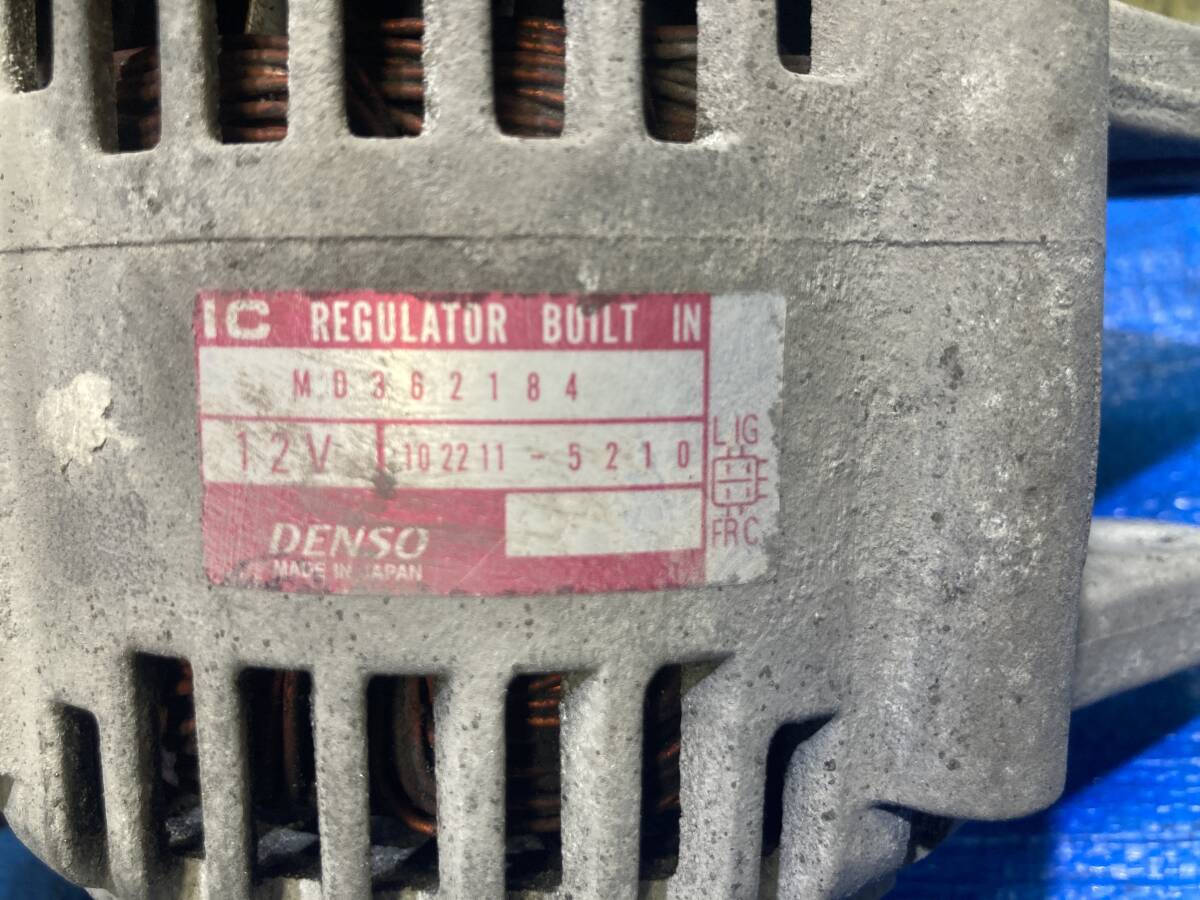 IC REGULATOR BUILT IN
MD362184
12V 102211-5210
L IG
FR C
DENSO
MADE IN JAPAN